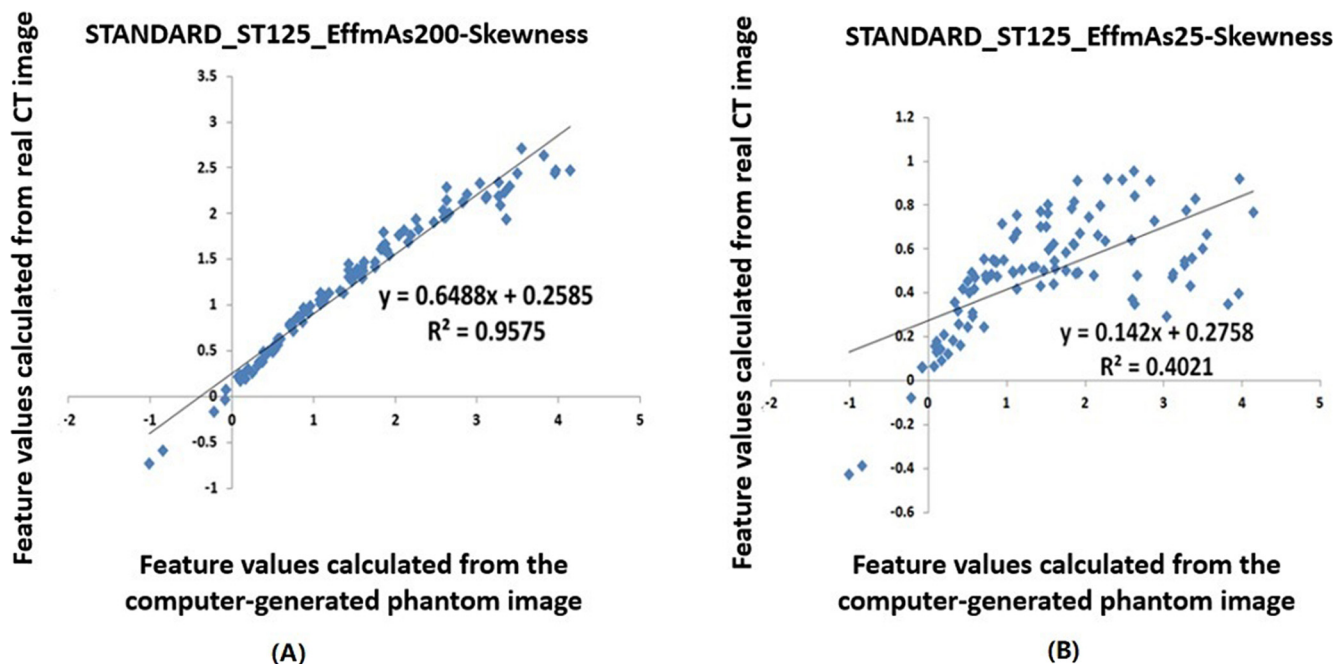 STANDARD_ST125_EffmAs200-Skewness
Feature values calculated from real CT image
3.5
3
2.5
2
1.5
1
0.5
0
-0.5
-1
-2
-1
0
1
2
3
4
5
y = 0.6488x + 0.2585
R² = 0.9575
Feature values calculated from the
computer-generated phantom image
(A)
STANDARD_ST125_EffmAs25-Skewness
Feature values calculated from real CT image
1.2
1
0.8
0.6
0.4
0.2
0
-0.2
-0.4
-0.6
-2
-1
0
1
2
3
4
5
y = 0.142x + 0.2758
R² = 0.4021
Feature values calculated from the
computer-generated phantom image
(B)